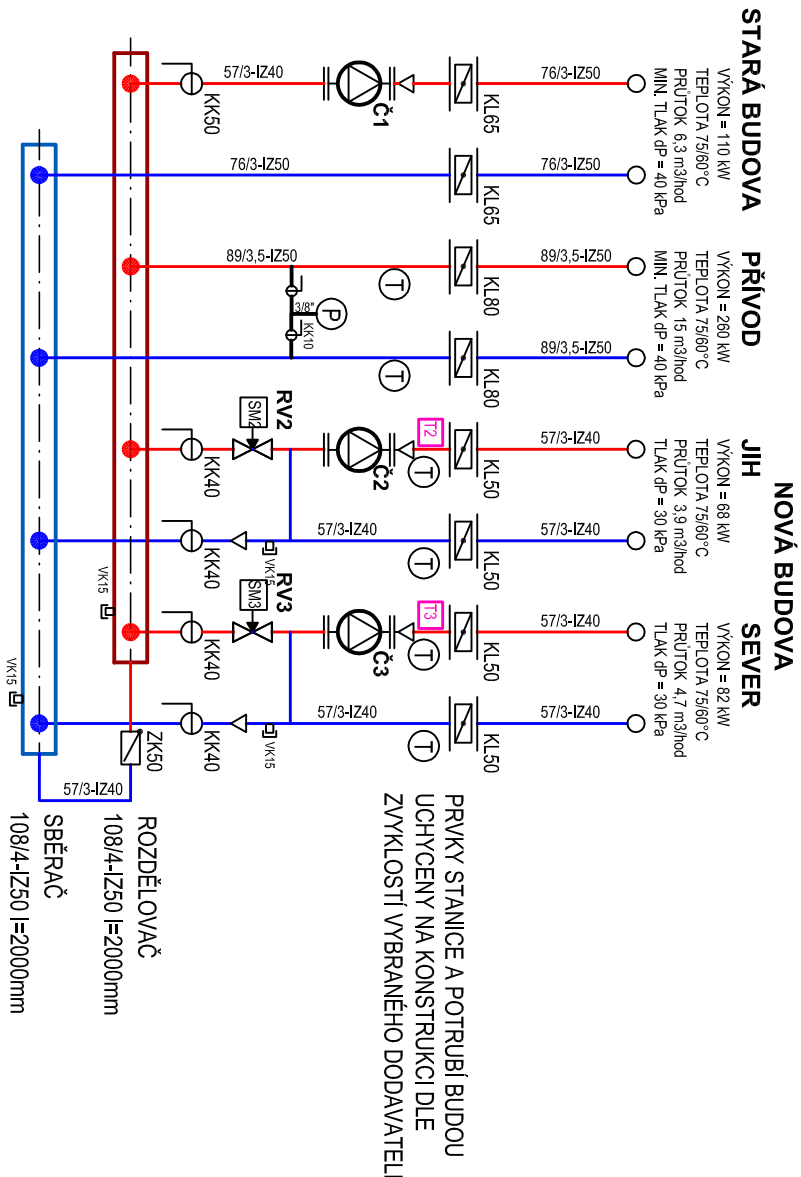 NOVÁ BUDOVA
STARÁ BUDOVA
VÝKON = 110 kW
TEPLOTA 75/60°C
PRŮTOK 6,3 m3/hod
MIN. TLAK dP = 40 kPa
PŘÍVOD
VÝKON = 260 kW
TEPLOTA 75/60°C
PRŮTOK 15 m3/hod
MIN. TLAK dP = 40 kPa
JIH
VÝKON = 68 kW
TEPLOTA 75/60°C
PRŮTOK 3,9 m3/hod
TLAK dP = 30 kPa
SEVER
VÝKON = 82 kW
TEPLOTA 75/60°C
PRŮTOK 4,7 m3/hod
TLAK dP = 30 kPa
76/3-IZ50
76/3-IZ50
89/3,5-IZ50
89/3,5-IZ50
57/3-IZ40
57/3-IZ40
57/3-IZ40
57/3-IZ40
KL65
KL65
KL80
KL80
KL50
KL50
KL50
KL50
T2
T3
T
T
T
T
T
T
Č1
Č2
Č3
57/3-IZ40
76/3-IZ50
89/3,5-IZ50
57/3-IZ40
57/3-IZ40
P
3/8"
KK10
RV2
SM2
RV3
SM3
VK15
VK15
KK50
KK40
KK40
KK40
KK40
VK15
VK15
ZK50
57/3-IZ40
PRVKY STANICE A POTRUBÍ BUDOU
UCHYCENY NA KONSTRUKCI DLE
ZVYKLOSTÍ VYBRANÉHO DODAVATELI
ROZDĚLOVAČ
108/4-IZ50 l=2000mm
SBĚRAČ
108/4-IZ50 l=2000mm